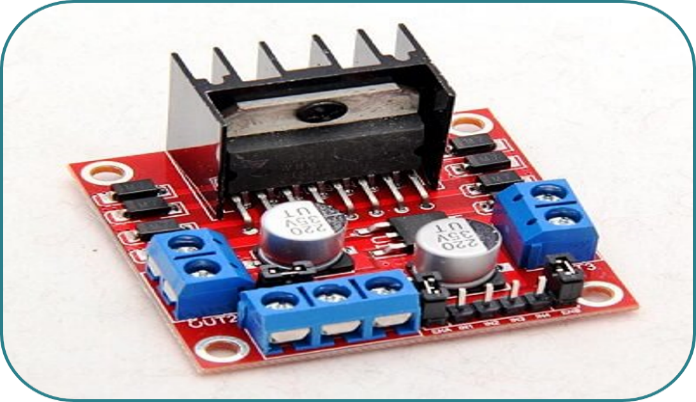 220
35V
UT
220
35V
UT
OUT2
ENA IN1 IN2 IN3 IN4 ENB